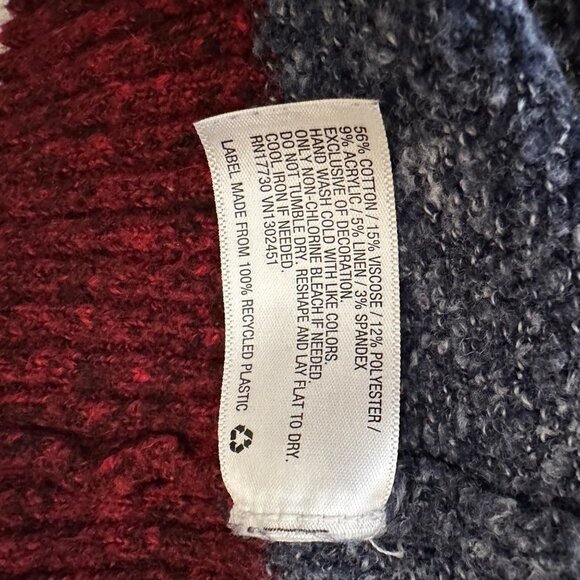 56% COTTON / 15% VISCOSE / 12% POLYESTER /
9% ACRYLIC / 5% LINEN / 3% SPANDEX
EXCLUSIVE OF DECORATION.
HAND WASH COLD WITH LIKE COLORS.
ONLY NON-CHLORINE BLEACH IF NEEDED.
DO NOT TUMBLE DRY. RESHAPE AND LAY FLAT TO DRY.
COOL IRON IF NEEDED.
RN17730 VN1302451
LABEL MADE FROM 100% RECYCLED PLASTIC